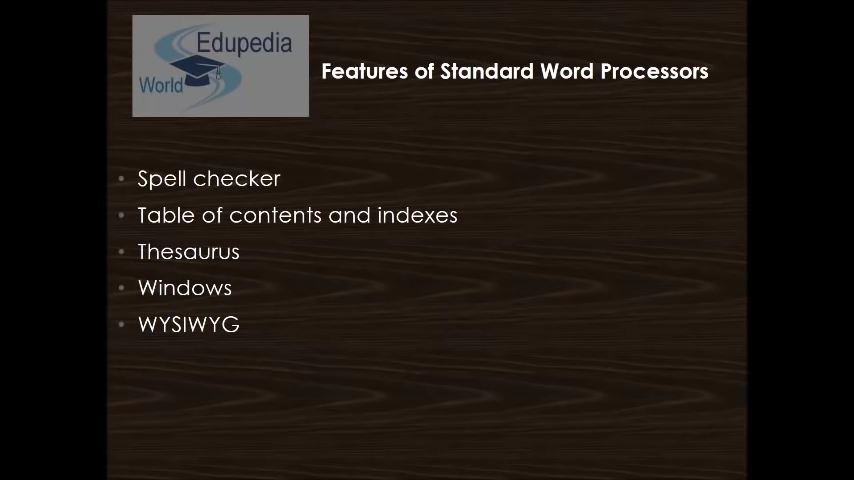 Edupedia
World
Features of Standard Word Processors
• Spell checker
• Table of contents and indexes
• Thesaurus
• Windows
• WYSIWYG